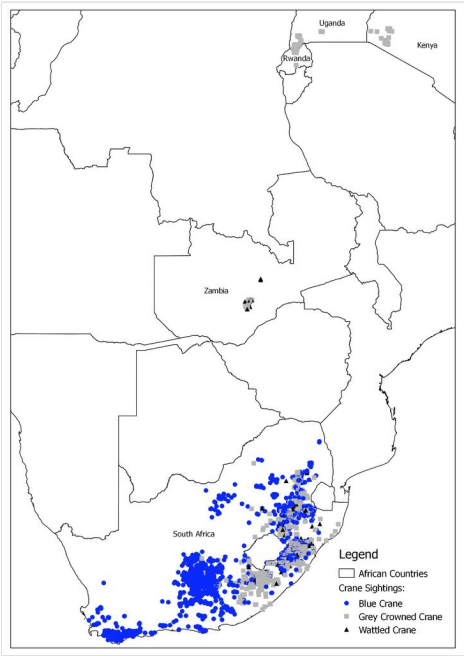 Uganda
Kenya
Rwanda
Zambia
South Africa
Legend
African Countries
Crane Sightings:
Blue Crane
Grey Crowned Crane
Wattled Crane